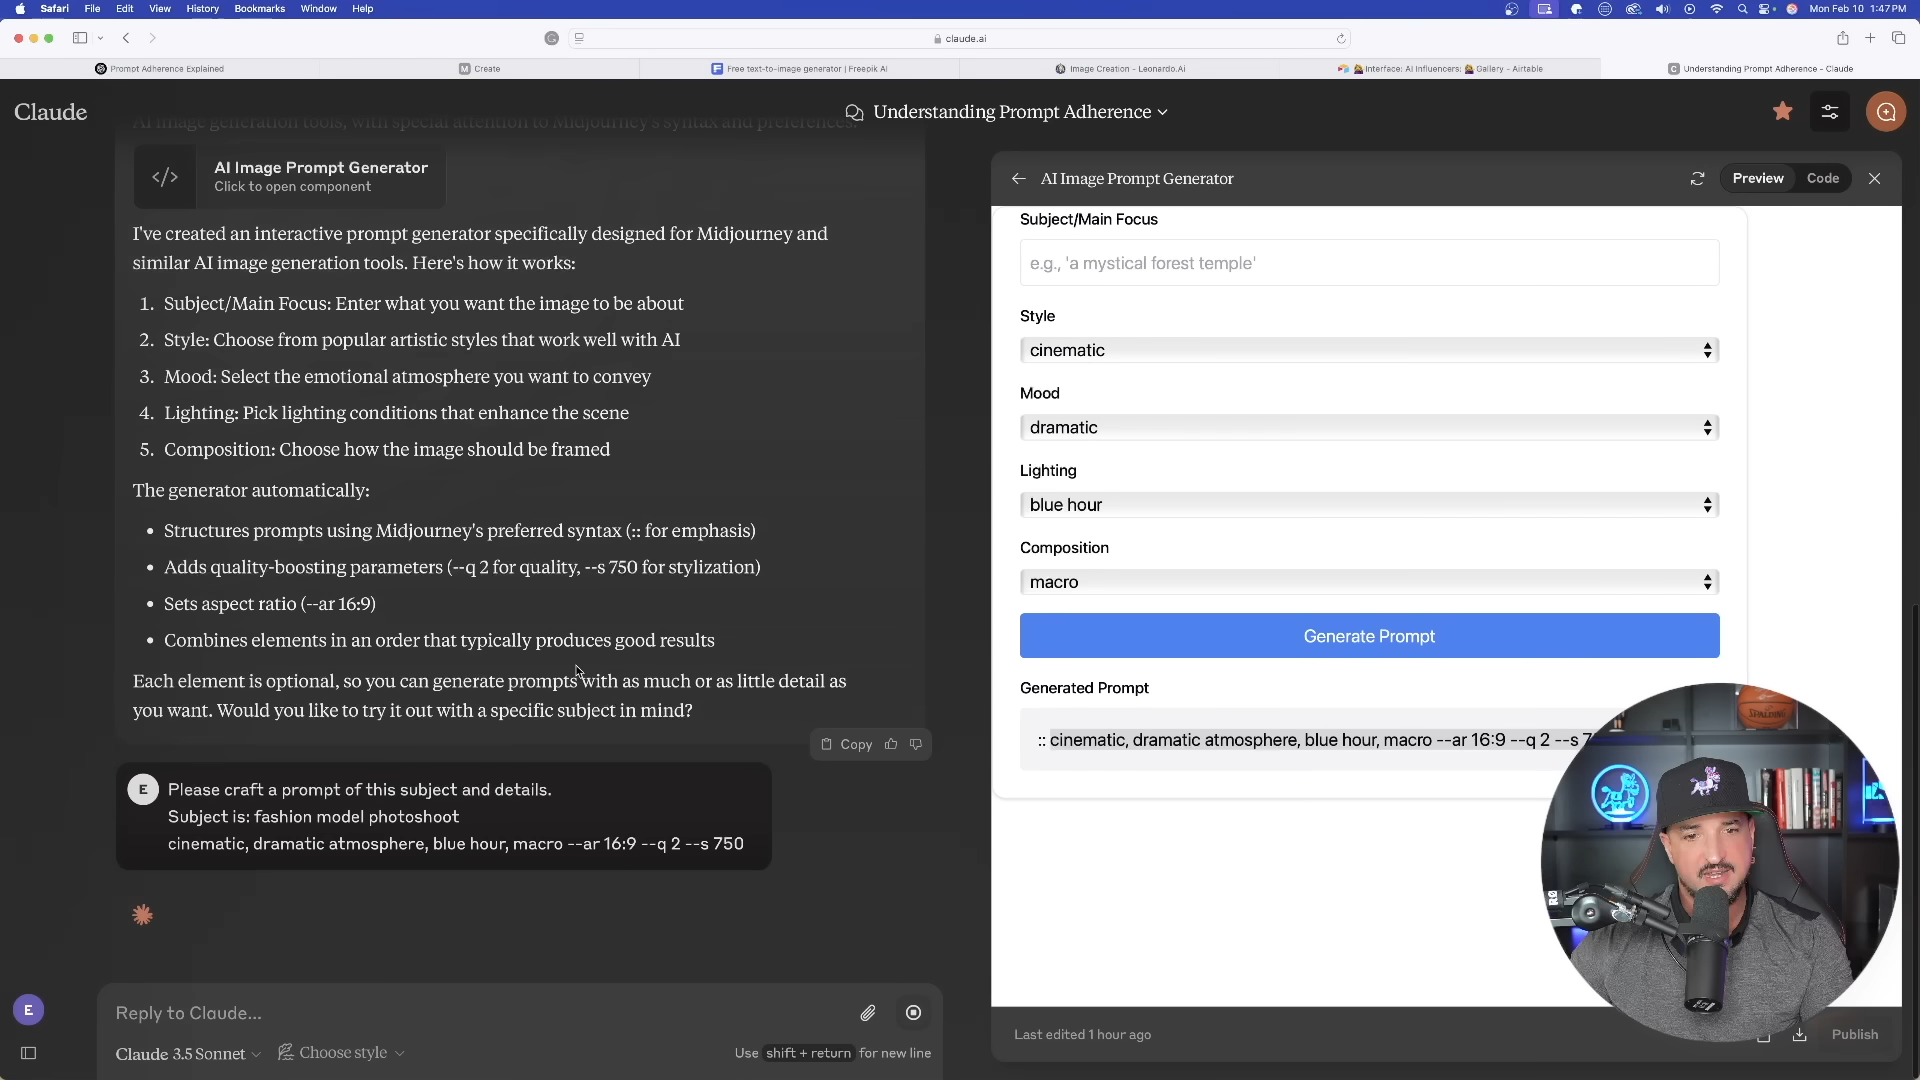 Safari File Edit View History Bookmarks Window Help
Mon Feb 10 1:47 PM
claude.ai
Prompt Adherence Explained
Create
Free text-to-image generator | Freepik AI
Image Creation - Leonardo.Ai
Interface: AI Influencers: Gallery - Airtable
Understanding Prompt Adherence - Claude
Claude
Understanding Prompt Adherence
AI image generation tools, with special attention to Midjourney's syntax and preferences.
AI Image Prompt Generator
Click to open component
I've created an interactive prompt generator specifically designed for Midjourney and
similar AI image generation tools. Here's how it works:
1. Subject/Main Focus: Enter what you want the image to be about
2. Style: Choose from popular artistic styles that work well with AI
3. Mood: Select the emotional atmosphere you want to convey
4. Lighting: Pick lighting conditions that enhance the scene
5. Composition: Choose how the image should be framed
The generator automatically:
• Structures prompts using Midjourney's preferred syntax (:: for emphasis)
• Adds quality-boosting parameters (--q 2 for quality, --s 750 for stylization)
• Sets aspect ratio (--ar 16:9)
• Combines elements in an order that typically produces good results
Each element is optional, so you can generate prompts with as much or as little detail as
you want. Would you like to try it out with a specific subject in mind?
Copy
E
Please craft a prompt of this subject and details.
Subject is: fashion model photoshoot
cinematic, dramatic atmosphere, blue hour, macro --ar 16:9 --q 2 --s 750
E
Reply to Claude...
Claude 3.5 Sonnet
Choose style
Use shift + return for new line
AI Image Prompt Generator
Preview
Code
Subject/Main Focus
e.g., 'a mystical forest temple'
Style
cinematic
Mood
dramatic
Lighting
blue hour
Composition
macro
Generate Prompt
Generated Prompt
:: cinematic, dramatic atmosphere, blue hour, macro --ar 16:9 --q 2 --s 7
SPALDING
Last edited 1 hour ago
Publish